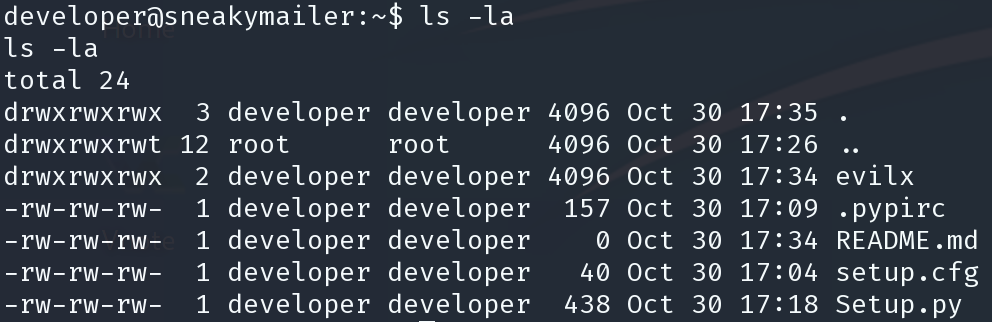 developer@sneakymailer:~$ ls -la
ls -la
total 24
drwxrwxrwx  3 developer developer 4096 Oct 30 17:35 .
drwxrwxrwt 12 root      root      4096 Oct 30 17:26 ..
drwxrwxrwx  2 developer developer 4096 Oct 30 17:34 evilx
-rw-rw-rw-  1 developer developer  157 Oct 30 17:09 .pypirc
-rw-rw-rw-  1 developer developer    0 Oct 30 17:34 README.md
-rw-rw-rw-  1 developer developer   40 Oct 30 17:04 setup.cfg
-rw-rw-rw-  1 developer developer  438 Oct 30 17:18 Setup.py